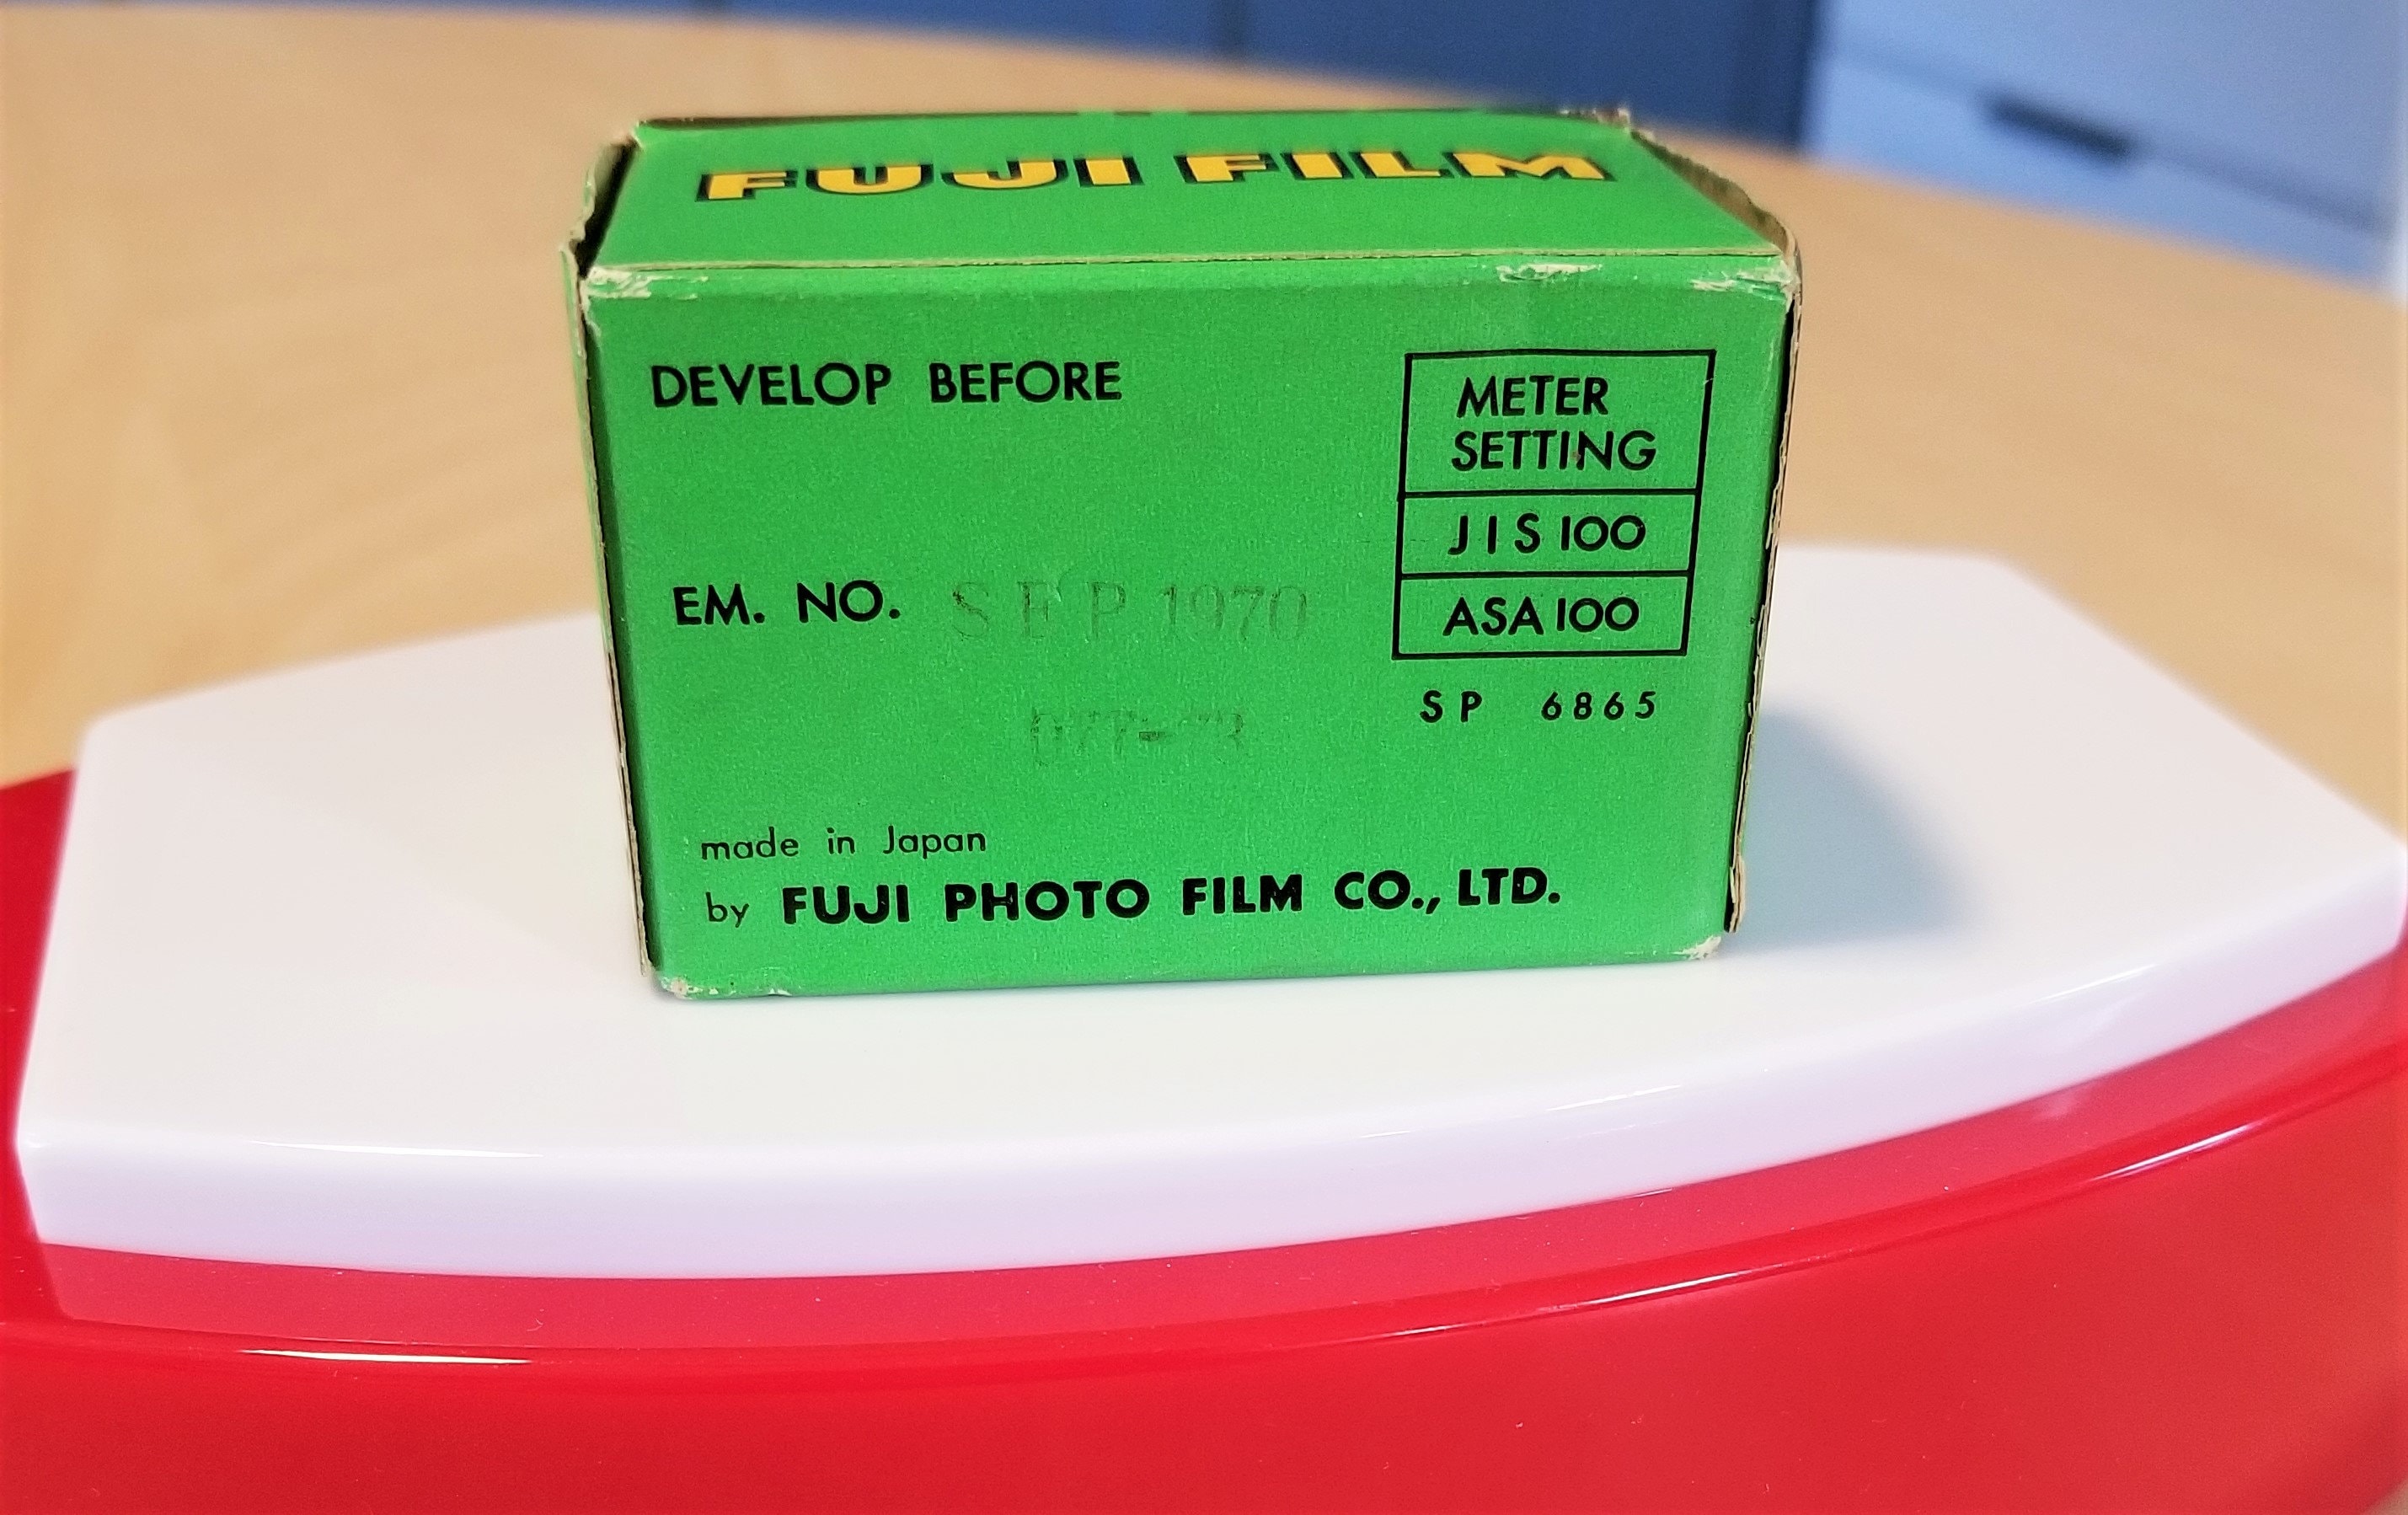 FUJI FILM
DEVELOP BEFORE
METER
SETTING
JIS 100
ASA 100
EM. NO. SEP 1970
SP 6865
made in Japan
by FUJI PHOTO FILM CO., LTD.